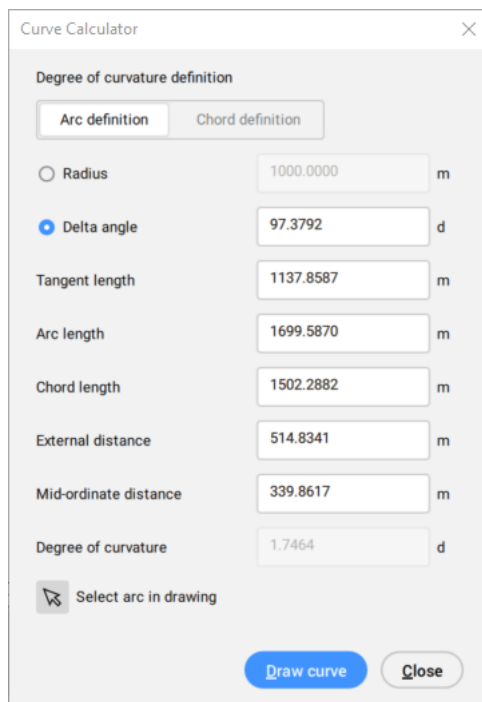 Curve Calculator
Degree of curvature definition
Arc definition Chord definition
Radius 1000.0000 m
Delta angle 97.3792 d
Tangent length 1137.8587 m
Arc length 1699.5870 m
Chord length 1502.2882 m
External distance 514.8341 m
Mid-ordinate distance 339.8617 m
Degree of curvature 1.7464 d
Select arc in drawing
Draw curve Close